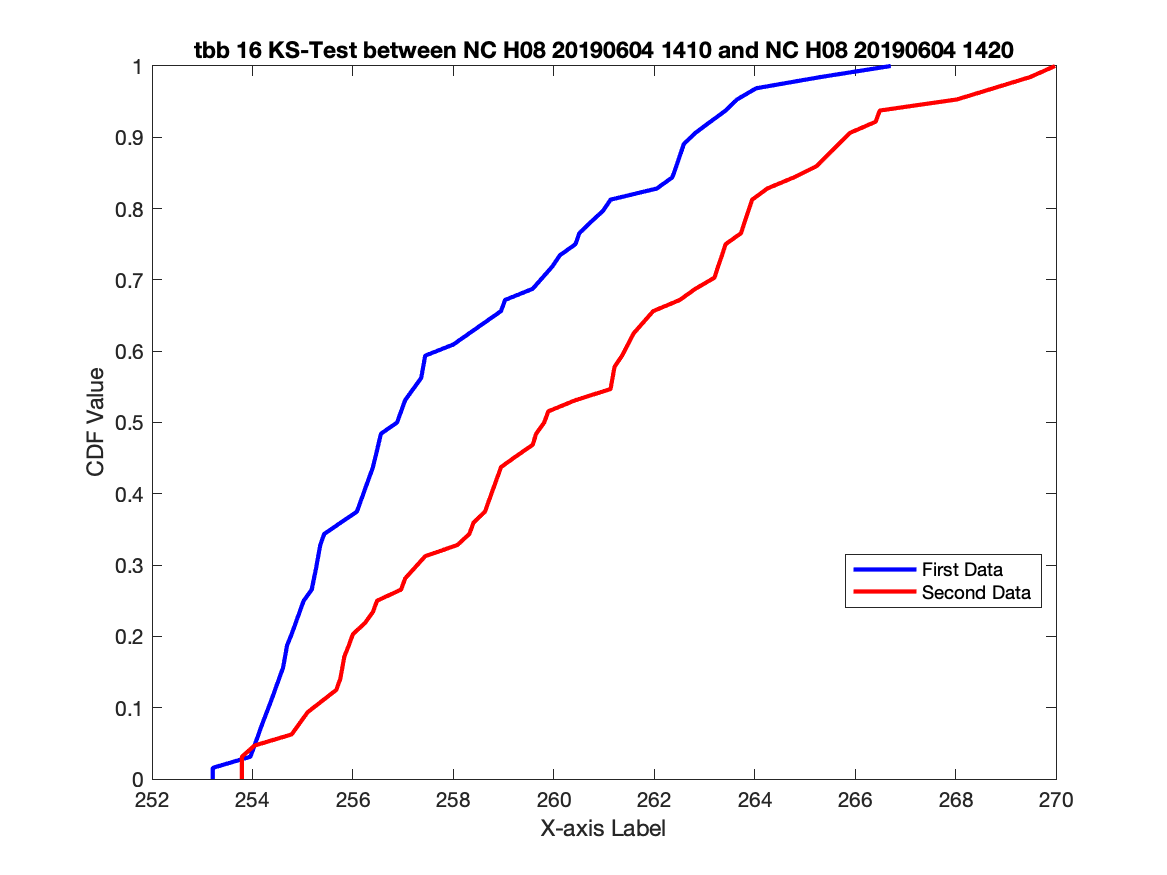 tbb 16 KS-Test between NC H08 20190604 1410 and NC H08 20190604 1420
1
0.9
0.8
0.7
0.6
0.5
0.4
0.3
0.2
0.1
0
CDF Value
First Data
Second Data
252 254 256 258 260 262 264 266 268 270
X-axis Label